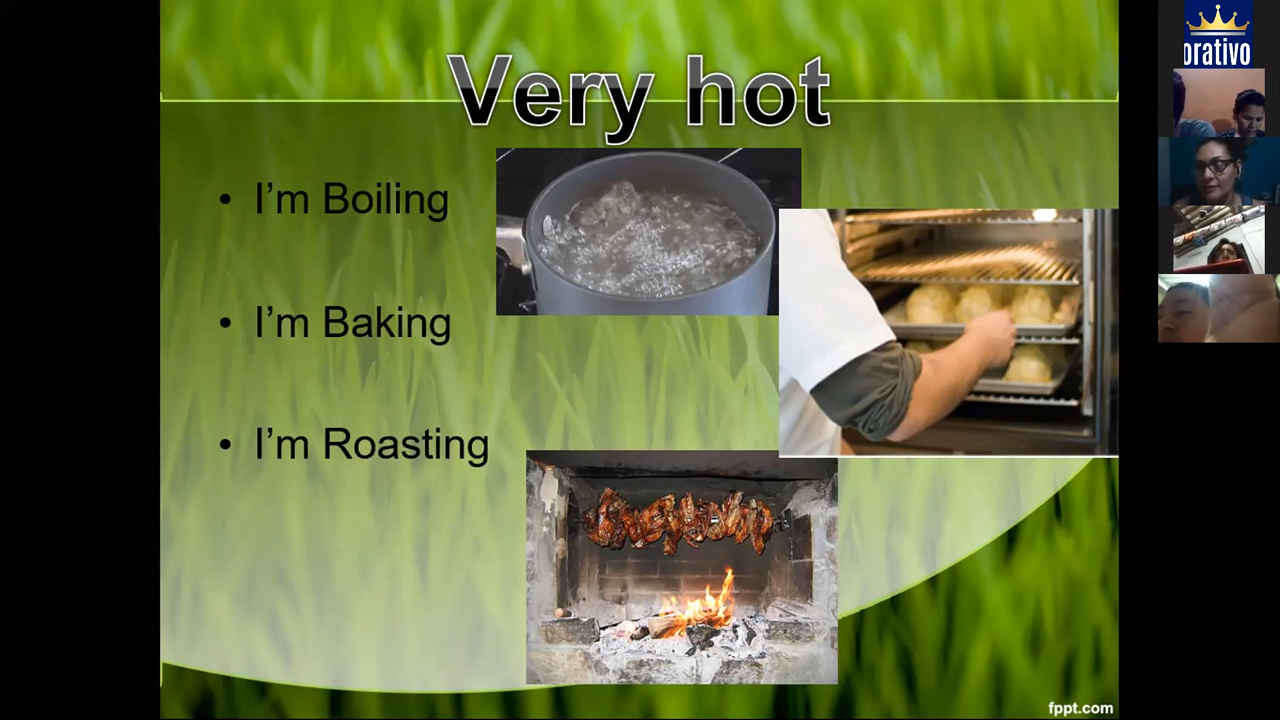 Very hot
• I'm Boiling
• I'm Baking
• I'm Roasting
fppt.com
orativo